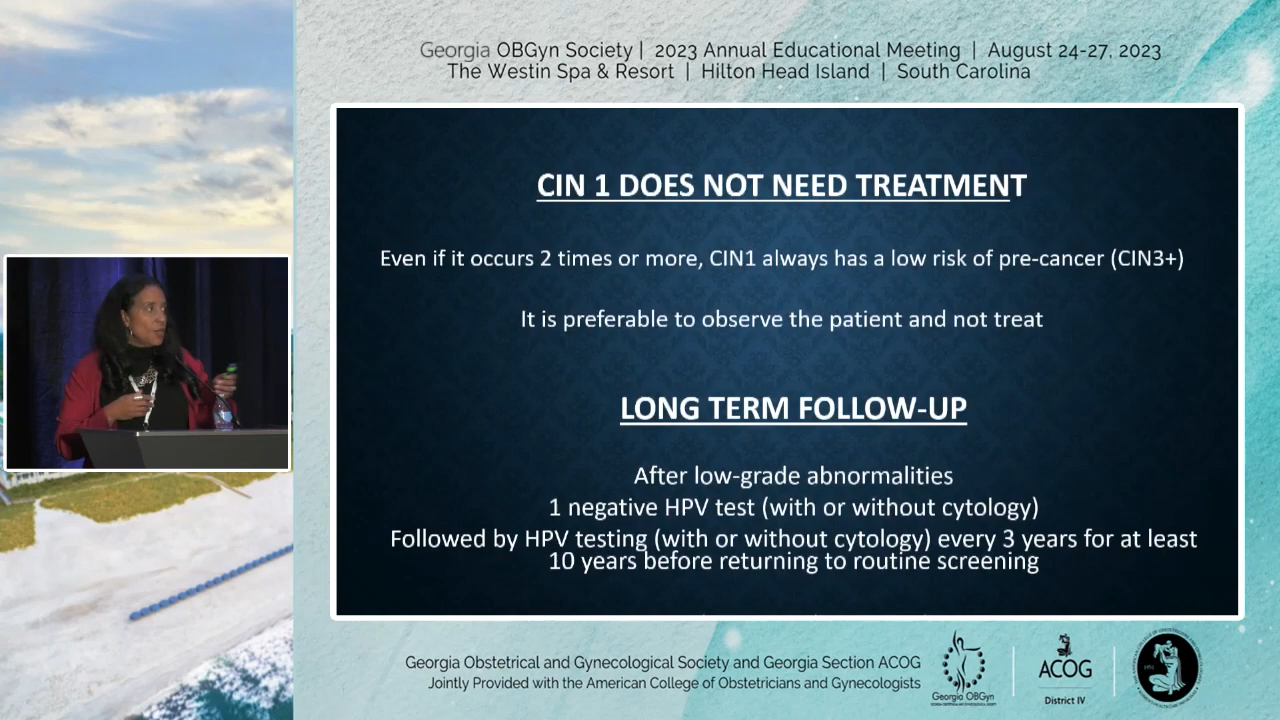 Georgia OBGyn Society | 2023 Annual Educational Meeting | August 24-27, 2023
The Westin Spa & Resort | Hilton Head Island | South Carolina
CIN 1 DOES NOT NEED TREATMENT
Even if it occurs 2 times or more, CIN1 always has a low risk of pre-cancer (CIN3+)
It is preferable to observe the patient and not treat
LONG TERM FOLLOW-UP
After low-grade abnormalities
1 negative HPV test (with or without cytology)
Followed by HPV testing (with or without cytology) every 3 years for at least
10 years before returning to routine screening
Georgia Obstetrical and Gynecological Society and Georgia Section ACOG
Jointly Provided with the American College of Obstetricians and Gynecologists
Georgia OBGyn
ACOG
District IV